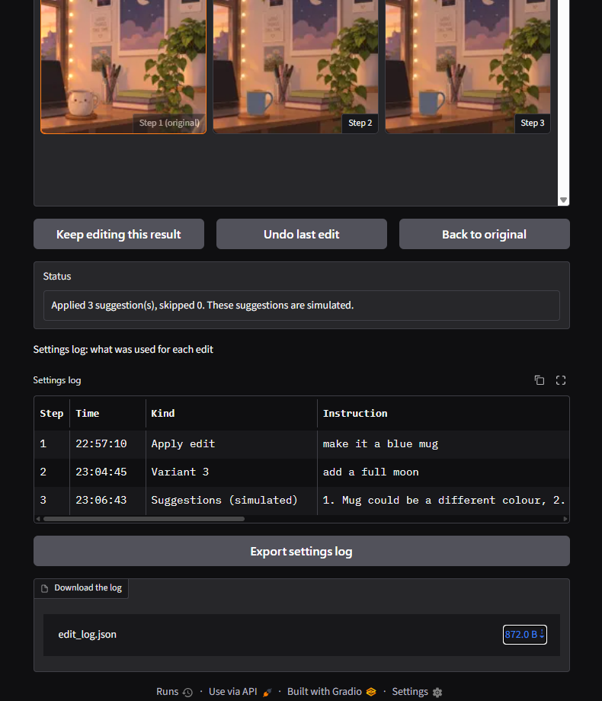 Step 1 (original)
Step 2
Step 3
Keep editing this result
Undo last edit
Back to original
Status
Applied 3 suggestion(s), skipped 0. These suggestions are simulated.
Settings log: what was used for each edit
Settings log
Step Time Kind Instruction
1 22:57:10 Apply edit make it a blue mug
2 23:04:45 Variant 3 add a full moon
3 23:06:43 Suggestions (simulated) 1. Mug could be a different colour, 2.
Export settings log
Download the log
edit_log.json 872.0 B ↓
Runs · Use via API · Built with Gradio · Settings